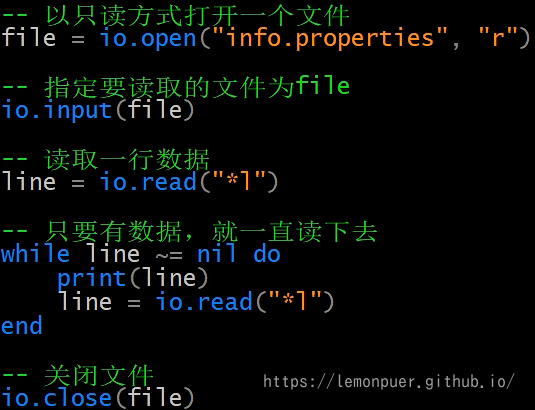 -- 以只读方式打开一个文件
file = io.open("info.properties", "r")
-- 指定要读取的文件为file
io.input(file)
-- 读取一行数据
line = io.read("*l")
-- 只要有数据，就一直读下去
while line ~= nil do
    print(line)
    line = io.read("*l")
end
-- 关闭文件
https://lemonpuer.github.io/
io.close(file)